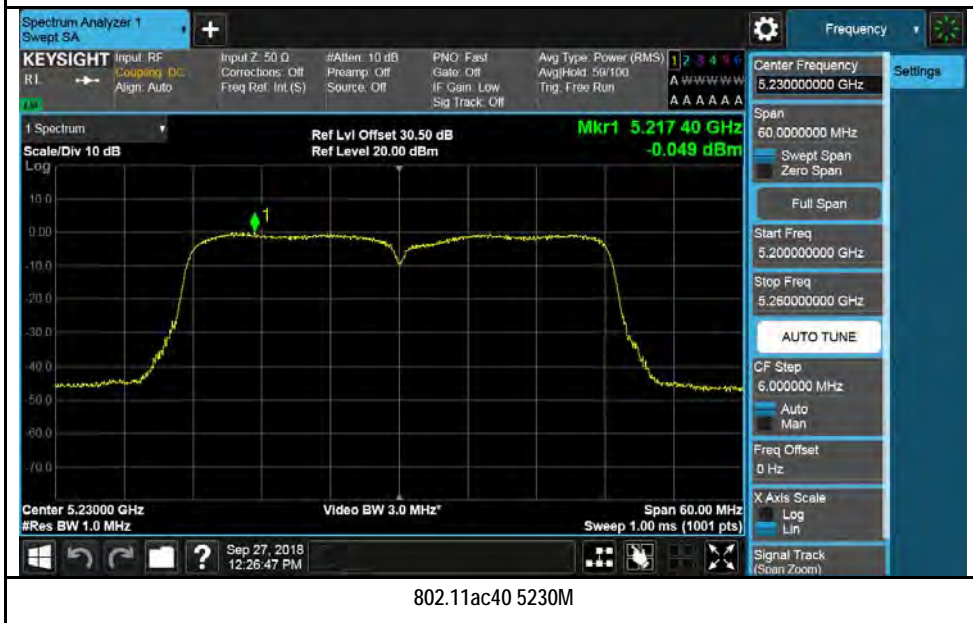 Spectrum Analyzer 1
Swept SA
Frequency
KEYSIGHT
Input: RF
Coupling: DC
Align: Auto
Input Z: 50 Ω
Corrections: Off
Freq Ref: Int (S)
#Atten: 10 dB
Preamp: Off
Source: Off
PNO: Fast
Gate: Off
IF Gain: Low
Sig Track: Off
Avg Type: Power (RMS)
Avg|Hold: 59/100
Trig: Free Run
1 2 3 4 5 6
A W W W W W
A A A A A A
Center Frequency
5.230000000 GHz
Settings
1 Spectrum
Scale/Div 10 dB
Log
Ref Lvl Offset 30.50 dB
Ref Level 20.00 dBm
Mkr1 5.217 40 GHz
-0.049 dBm
Span
60.0000000 MHz
Swept Span
Zero Span
Full Span
Start Freq
5.200000000 GHz
Stop Freq
5.260000000 GHz
AUTO TUNE
CF Step
6.000000 MHz
Auto
Man
Freq Offset
0 Hz
X Axis Scale
Log
Lin
Signal Track
(Span Zoom)
10.0
0.00
-10.0
-20.0
-30.0
-40.0
-50.0
-60.0
-70.0
1
Center 5.23000 GHz
#Res BW 1.0 MHz
Video BW 3.0 MHz*
Span 60.00 MHz
Sweep 1.00 ms (1001 pts)
?
Sep 27, 2018
12:26:47 PM
802.11ac40 5230M